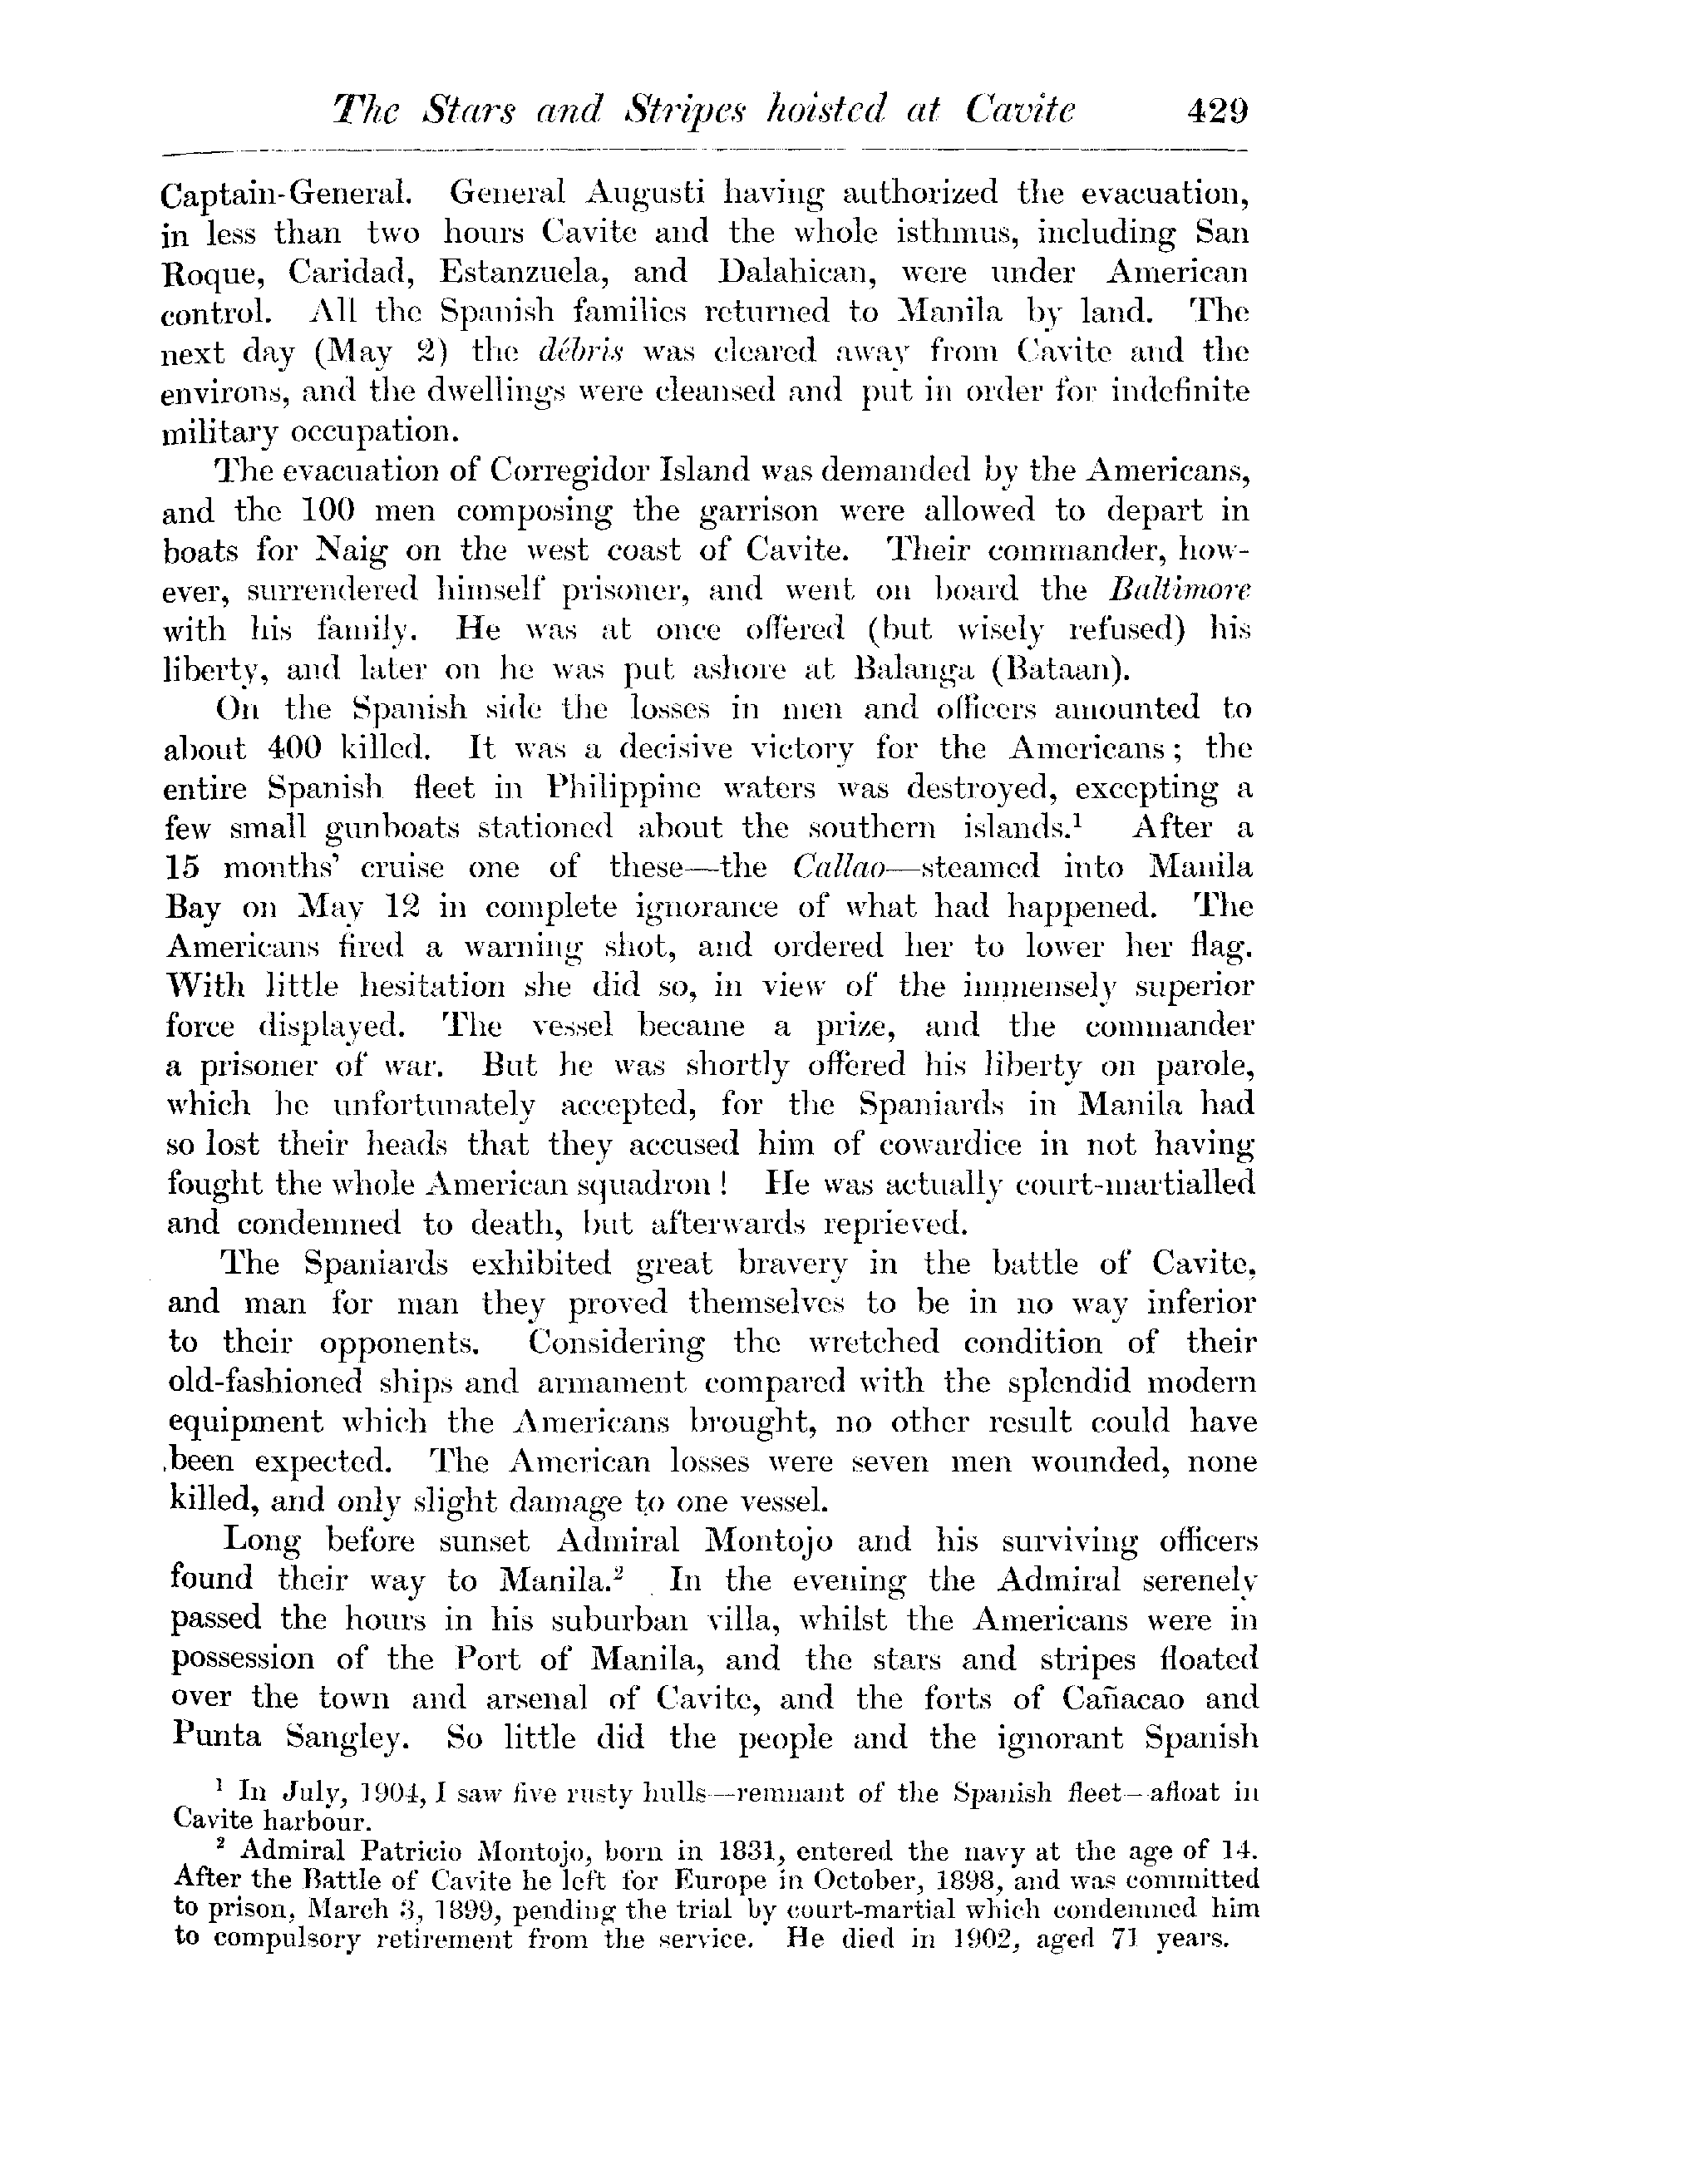 The Stars and Stripes hoisted at Cavite 429
Captain-General. General Augusti having authorized the evacuation,
in less than two hours Cavite and the whole isthmus, including San
Roque, Caridad, Estanzuela, and Dalahican, were under American
control. All the Spanish families returned to Manila by land. The
next day (May 2) the débris was cleared away from Cavite and the
environs, and the dwellings were cleansed and put in order for indefinite
military occupation.
The evacuation of Corregidor Island was demanded by the Americans,
and the 100 men composing the garrison were allowed to depart in
boats for Naig on the west coast of Cavite. Their commander, how-
ever, surrendered himself prisoner, and went on board the Baltimore
with his family. He was at once offered (but wisely refused) his
liberty, and later on he was put ashore at Balanga (Bataan).
On the Spanish side the losses in men and officers amounted to
about 400 killed. It was a decisive victory for the Americans; the
entire Spanish fleet in Philippine waters was destroyed, excepting a
few small gunboats stationed about the southern islands.¹ After a
15 months' cruise one of these—the Callao—steamed into Manila
Bay on May 12 in complete ignorance of what had happened. The
Americans fired a warning shot, and ordered her to lower her flag.
With little hesitation she did so, in view of the immensely superior
force displayed. The vessel became a prize, and the commander
a prisoner of war. But he was shortly offered his liberty on parole,
which he unfortunately accepted, for the Spaniards in Manila had
so lost their heads that they accused him of cowardice in not having
fought the whole American squadron! He was actually court-martialled
and condemned to death, but afterwards reprieved.
The Spaniards exhibited great bravery in the battle of Cavite,
and man for man they proved themselves to be in no way inferior
to their opponents. Considering the wretched condition of their
old-fashioned ships and armament compared with the splendid modern
equipment which the Americans brought, no other result could have
been expected. The American losses were seven men wounded, none
killed, and only slight damage to one vessel.
Long before sunset Admiral Montojo and his surviving officers
found their way to Manila.² In the evening the Admiral serenely
passed the hours in his suburban villa, whilst the Americans were in
possession of the Port of Manila, and the stars and stripes floated
over the town and arsenal of Cavite, and the forts of Cañacao and
Punta Sangley. So little did the people and the ignorant Spanish
¹ In July, 1904, I saw five rusty hulls—remnant of the Spanish fleet—afloat in
Cavite harbour.
² Admiral Patricio Montojo, born in 1831, entered the navy at the age of 14.
After the Battle of Cavite he left for Europe in October, 1898, and was committed
to prison, March 3, 1899, pending the trial by court-martial which condemned him
to compulsory retirement from the service. He died in 1902, aged 71 years.